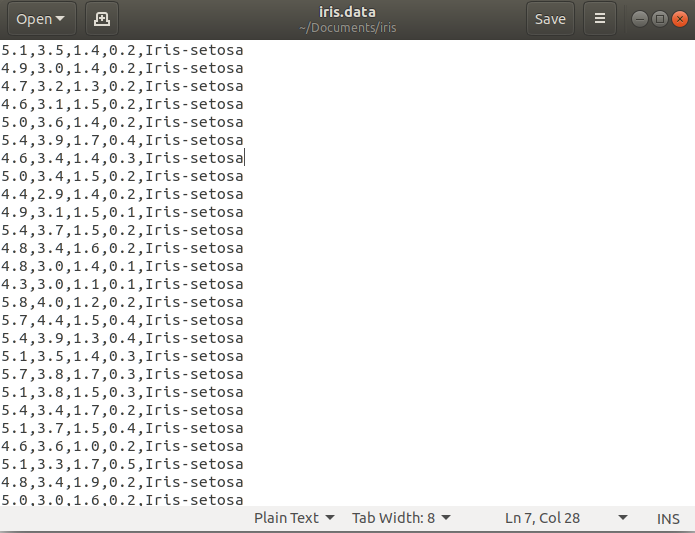 Open
iris.data
~/Documents/iris
Save
5.1,3.5,1.4,0.2,Iris-setosa
4.9,3.0,1.4,0.2,Iris-setosa
4.7,3.2,1.3,0.2,Iris-setosa
4.6,3.1,1.5,0.2,Iris-setosa
5.0,3.6,1.4,0.2,Iris-setosa
5.4,3.9,1.7,0.4,Iris-setosa
4.6,3.4,1.4,0.3,Iris-setosa
5.0,3.4,1.5,0.2,Iris-setosa
4.4,2.9,1.4,0.2,Iris-setosa
4.9,3.1,1.5,0.1,Iris-setosa
5.4,3.7,1.5,0.2,Iris-setosa
4.8,3.4,1.6,0.2,Iris-setosa
4.8,3.0,1.4,0.1,Iris-setosa
4.3,3.0,1.1,0.1,Iris-setosa
5.8,4.0,1.2,0.2,Iris-setosa
5.7,4.4,1.5,0.4,Iris-setosa
5.4,3.9,1.3,0.4,Iris-setosa
5.1,3.5,1.4,0.3,Iris-setosa
5.7,3.8,1.7,0.3,Iris-setosa
5.1,3.8,1.5,0.3,Iris-setosa
5.4,3.4,1.7,0.2,Iris-setosa
5.1,3.7,1.5,0.4,Iris-setosa
4.6,3.6,1.0,0.2,Iris-setosa
5.1,3.3,1.7,0.5,Iris-setosa
4.8,3.4,1.9,0.2,Iris-setosa
5.0,3.0,1.6,0.2,Iris-setosa
Plain Text Tab Width: 8 Ln 7, Col 28 INS